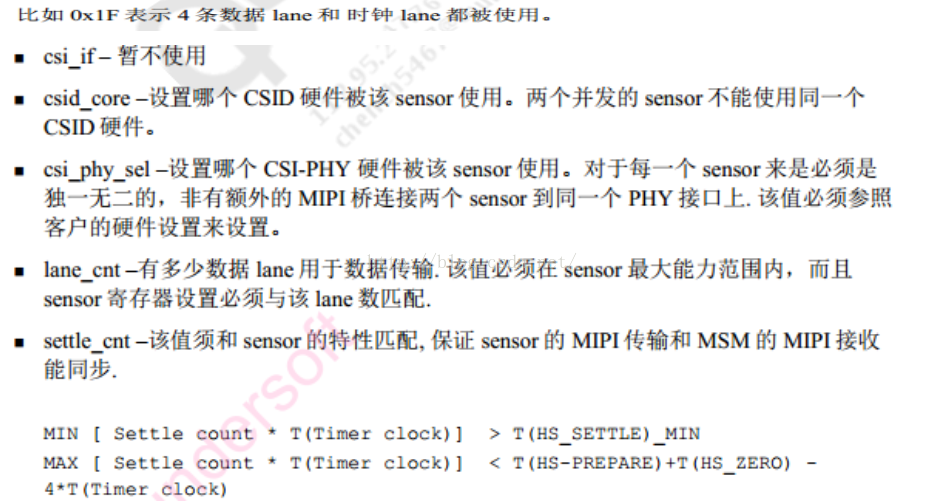 比如 0x1F 表示 4 条数据 lane 和 时钟 lane 都被使用。
▪ csi_if – 暂不使用
▪ csid_core –设置哪个 CSID 硬件被该 sensor 使用。两个并发的 sensor 不能使用同一个
CSID 硬件。
▪ csi_phy_sel –设置哪个 CSI-PHY 硬件被该 sensor 使用。对于每一个 sensor 来是必须是
独一无二的，非有额外的 MIPI 桥连接两个 sensor 到同一个 PHY 接口上. 该值必须参照
客户的硬件设置来设置。
▪ lane_cnt –有多少数据 lane 用于数据传输. 该值必须在 sensor 最大能力范围内，而且
sensor 寄存器设置必须与该 lane 数匹配.
▪ settle_cnt –该值须和 sensor 的特性匹配, 保证 sensor 的 MIPI 传输和 MSM 的 MIPI 接收
能同步.
MIN [ Settle count * T(Timer clock)] > T(HS_SETTLE)_MIN
MAX [ Settle count * T(Timer clock)] < T(HS-PREPARE)+T(HS_ZERO) -
4*T(Timer clock)